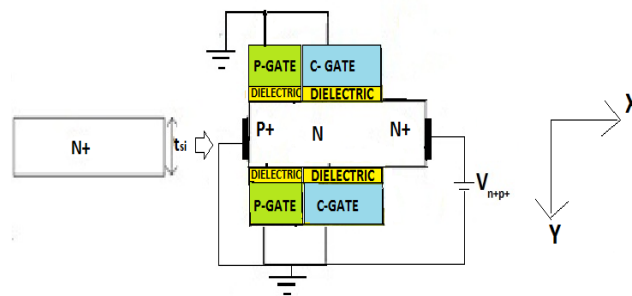 P-GATE C- GATE
DIELECTRIC DIELECTRIC
X
P+ N N+
N+ tsi
DIELECTRIC DIELECTRIC
Vn+p+
P-GATE C-GATE
Y